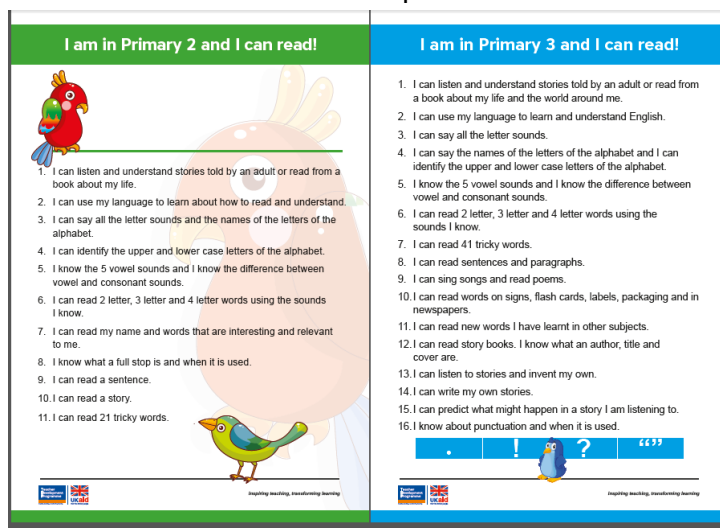 I am in Primary 2 and I can read!
1. I can listen and understand stories told by an adult or read from a
book about my life.
2. I can use my language to learn about how to read and understand.
3. I can say all the letter sounds and the names of the letters of the
alphabet.
4. I can identify the upper and lower case letters of the alphabet.
5. I know the 5 vowel sounds and I know the difference between
vowel and consonant sounds.
6. I can read 2 letter, 3 letter and 4 letter words using the sounds
I know.
7. I can read my name and words that are interesting and relevant
to me.
8. I know what a full stop is and when it is used.
9. I can read a sentence.
10. I can read a story.
11. I can read 21 tricky words.
Teacher
Development
Programme
UKaid
Inspiring teaching, transforming learning
I am in Primary 3 and I can read!
1. I can listen and understand stories told by an adult or read from
a book about my life and the world around me.
2. I can use my language to learn and understand English.
3. I can say all the letter sounds.
4. I can say the names of the letters of the alphabet and I can
identify the upper and lower case letters of the alphabet.
5. I know the 5 vowel sounds and I know the difference between
vowel and consonant sounds.
6. I can read 2 letter, 3 letter and 4 letter words using the
sounds I know.
7. I can read 41 tricky words.
8. I can read sentences and paragraphs.
9. I can sing songs and read poems.
10. I can read words on signs, flash cards, labels, packaging and in
newspapers.
11. I can read new words I have learnt in other subjects.
12. I can read story books. I know what an author, title and
cover are.
13. I can listen to stories and invent my own.
14. I can write my own stories.
15. I can predict what might happen in a story I am listening to.
16. I know about punctuation and when it is used.
. ! ? “”
Teacher
Development
Programme
UKaid
Inspiring teaching, transforming learning